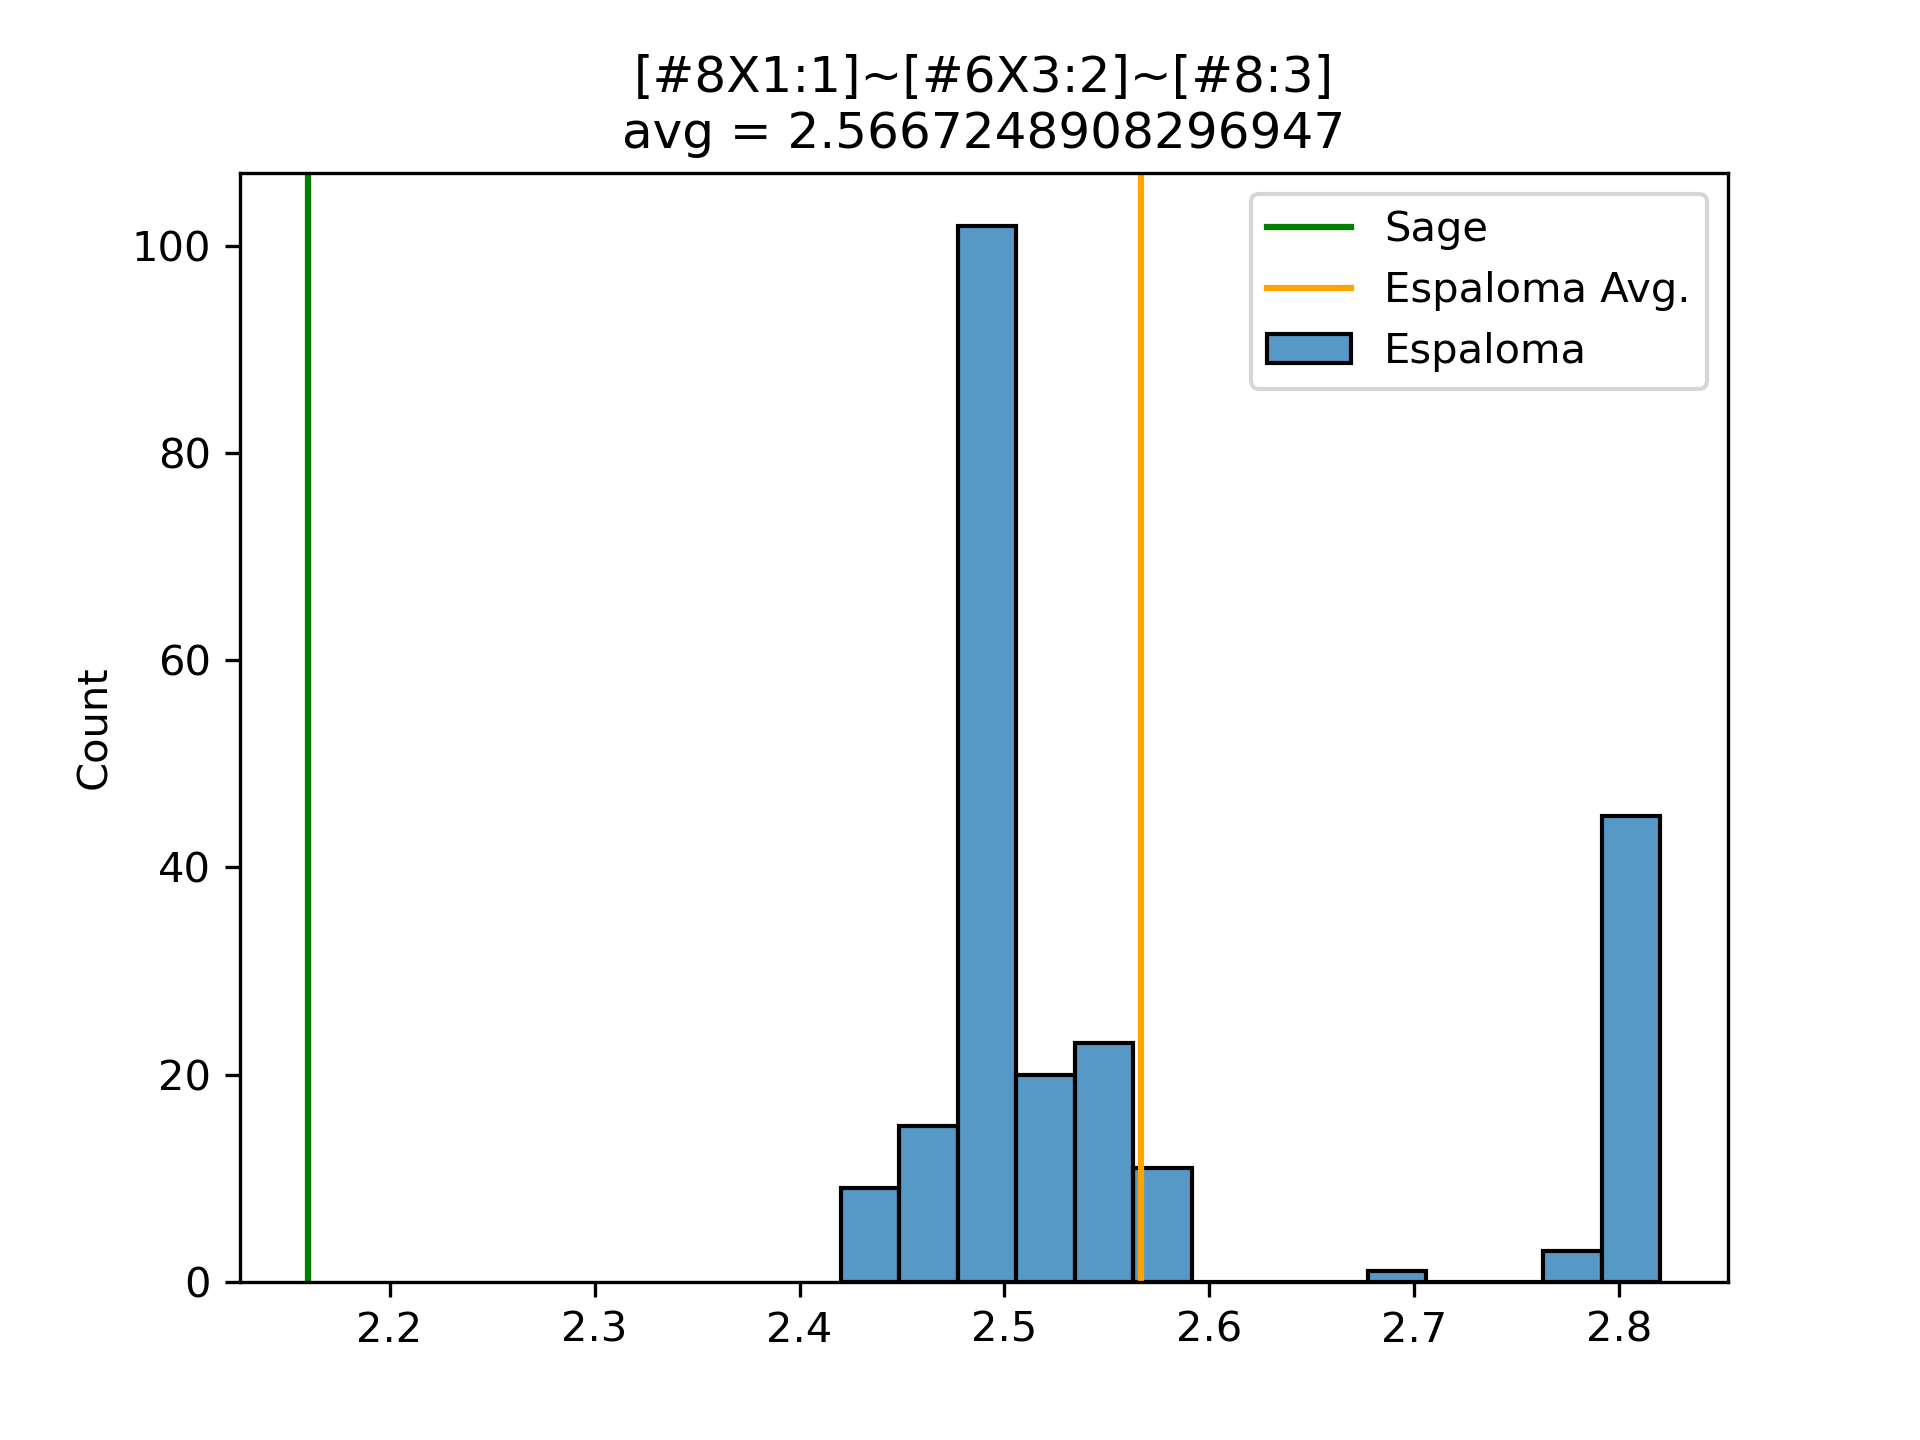 [#8X1:1]~[#6X3:2]~[#8:3]
avg = 2.5667248908296947
Sage
Espaloma Avg.
Espaloma
Count
100
80
60
40
20
0
2.2
2.3
2.4
2.5
2.6
2.7
2.8